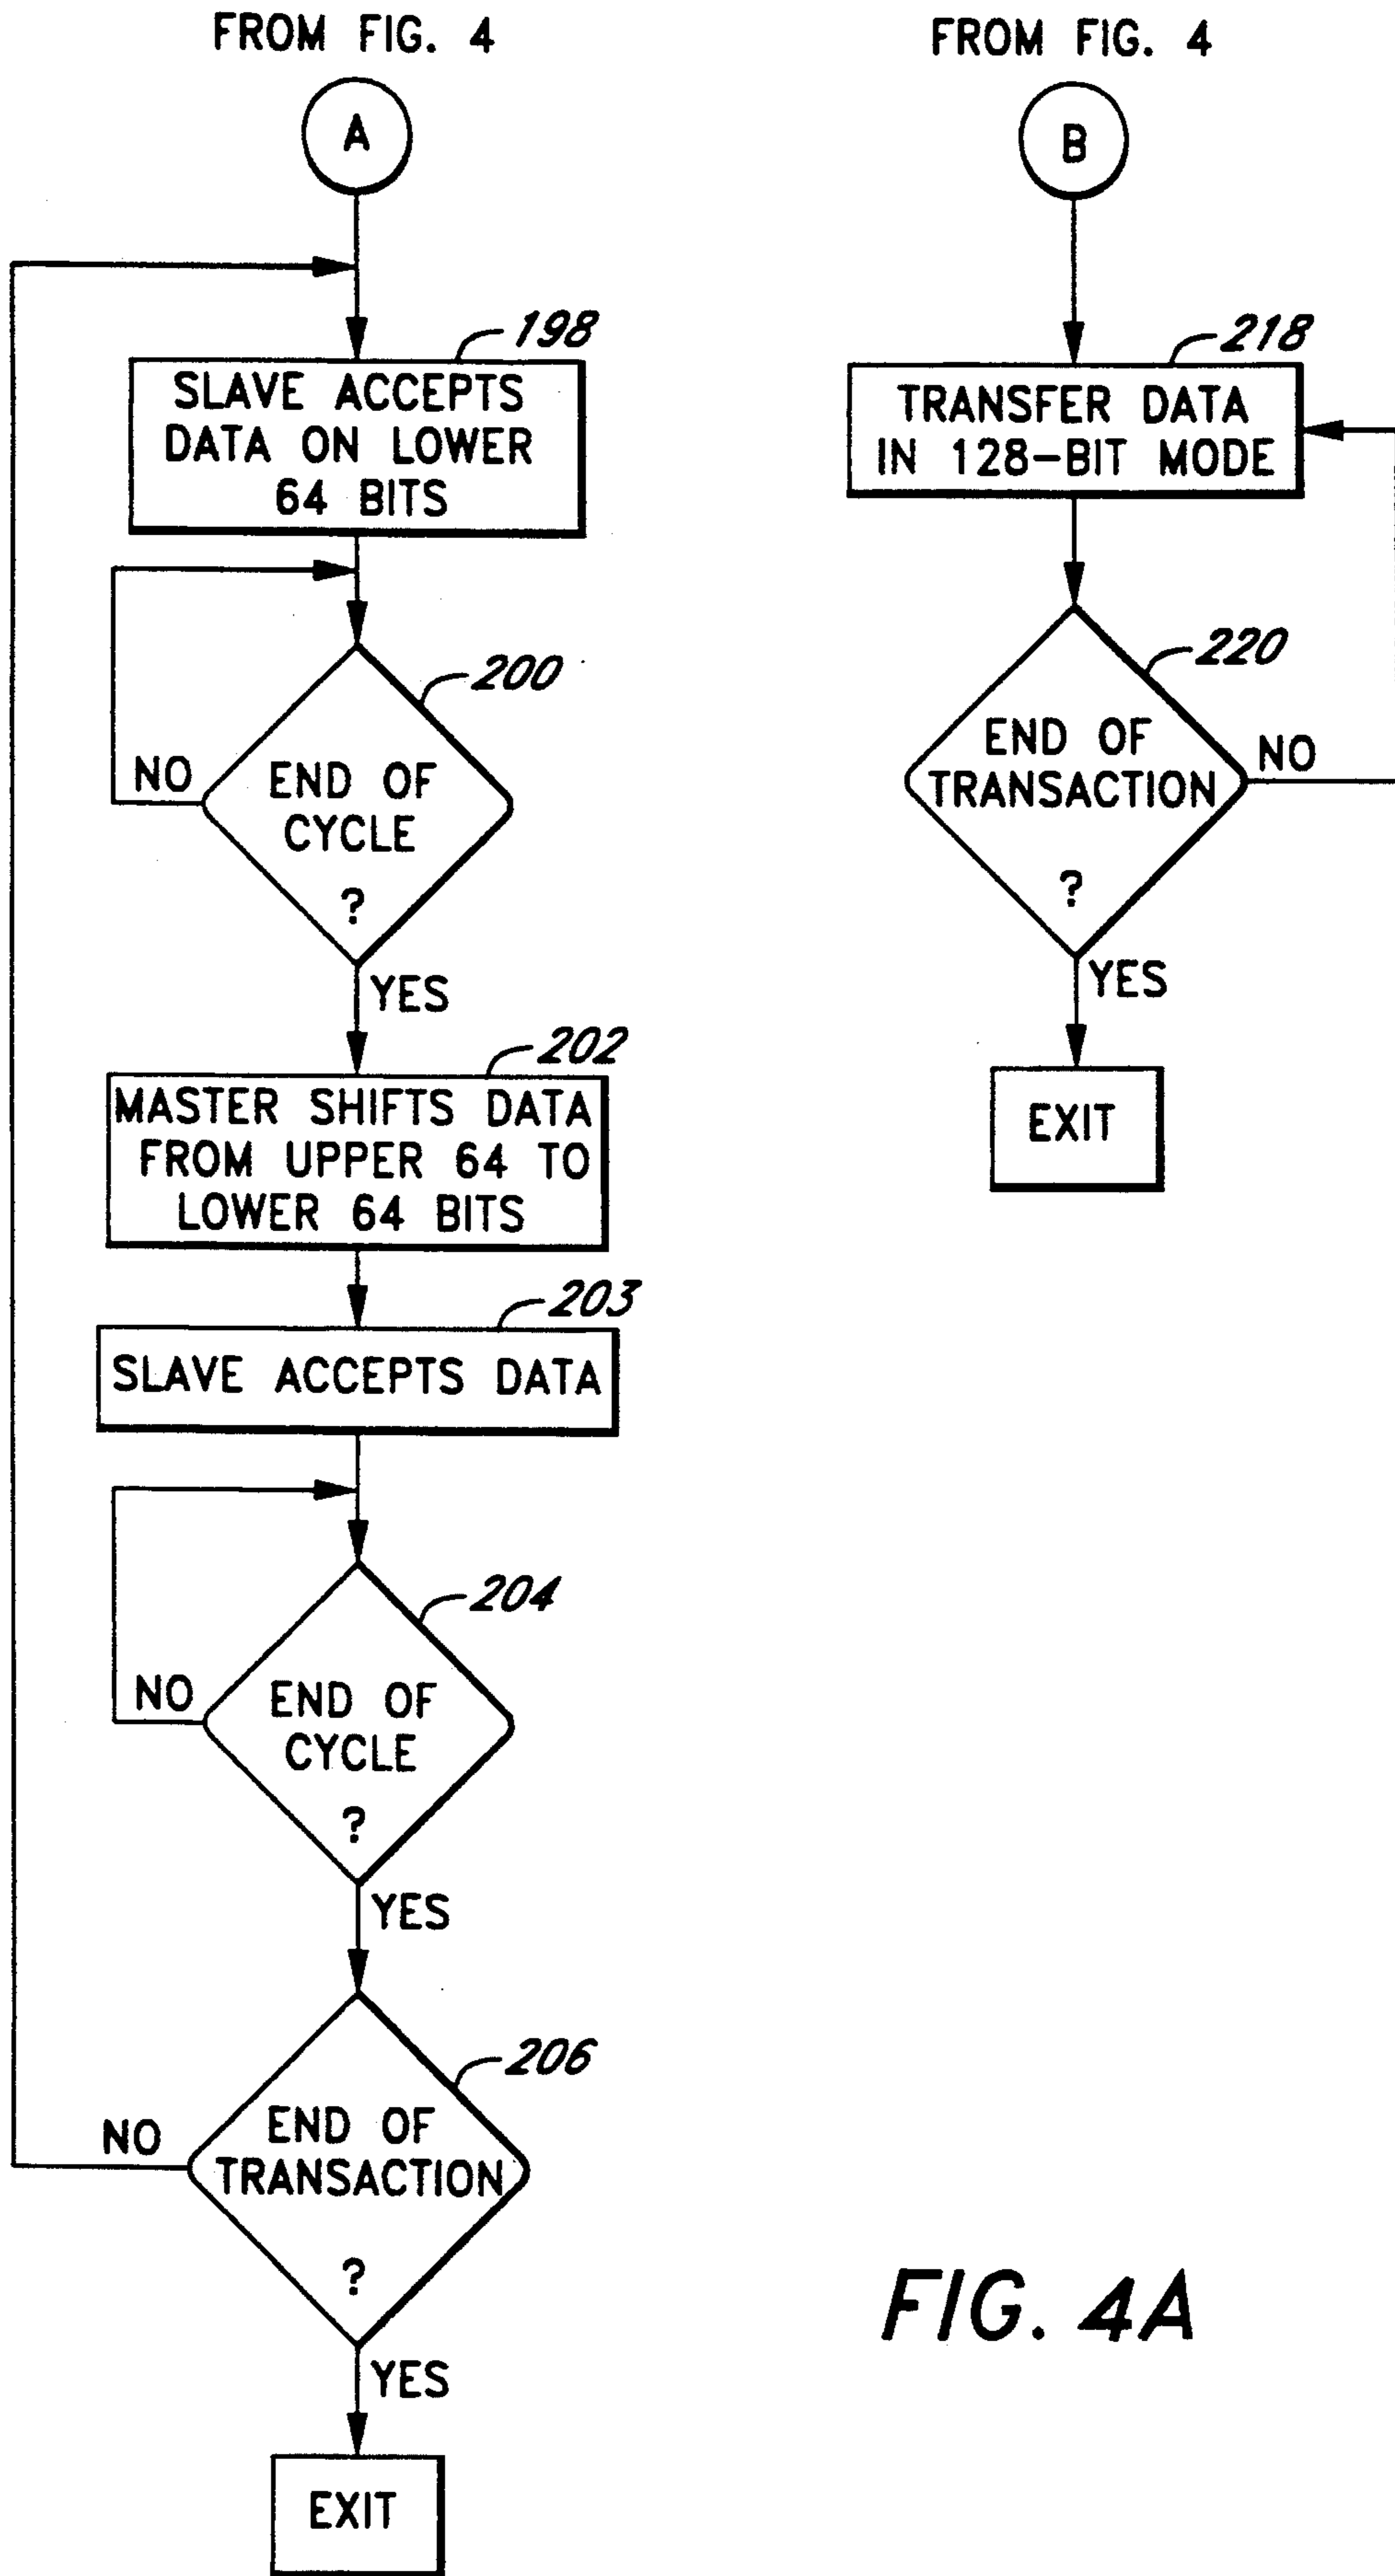 FROM FIG. 4
A
198
SLAVE ACCEPTS
DATA ON LOWER
64 BITS
200
NO
END OF
CYCLE
?
YES
202
MASTER SHIFTS DATA
FROM UPPER 64 TO
LOWER 64 BITS
203
SLAVE ACCEPTS DATA
204
NO
END OF
CYCLE
?
YES
206
NO
END OF
TRANSACTION
?
YES
EXIT
FROM FIG. 4
B
218
TRANSFER DATA
IN 128-BIT MODE
220
END OF
TRANSACTION
NO
?
YES
EXIT
FIG. 4A